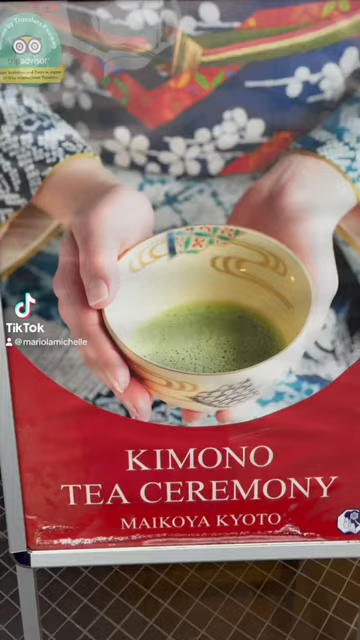 tripadvisor
TikTok
@mariolamichelle
KIMONO
TEA CEREMONY
MAIKOYA KYOTO